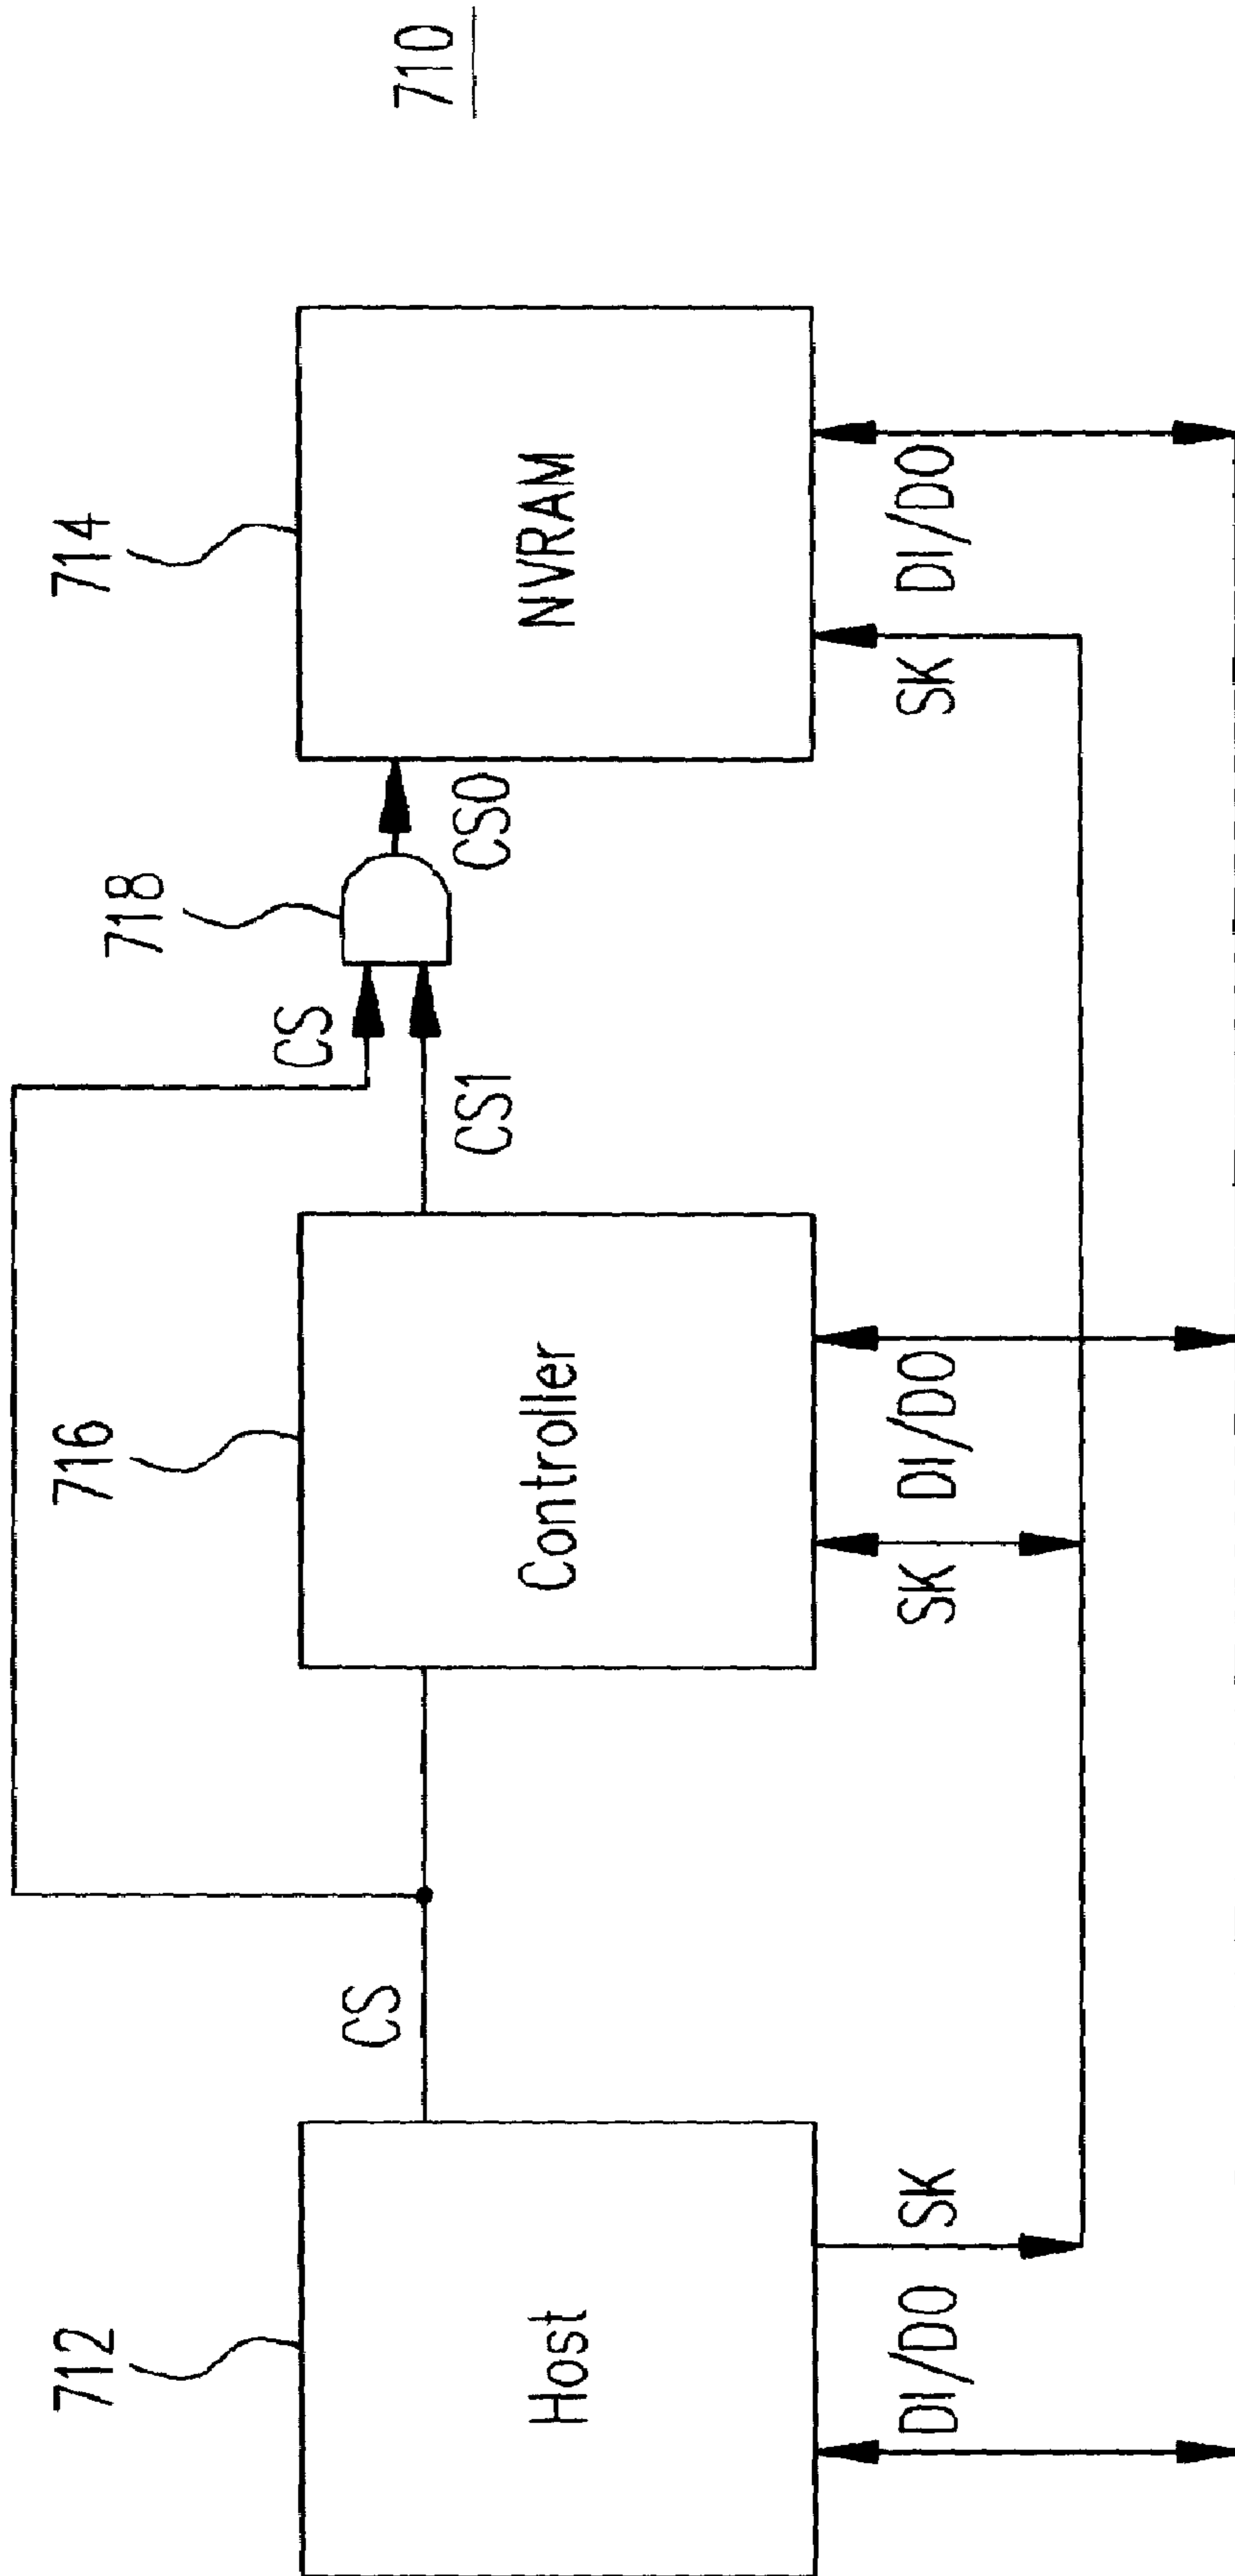 710
714
NVRAM
718
CS
CS0
CS1
SK
DI/DO
716
Controller
SK
DI/DO
CS
712
Host
DI/DO
SK